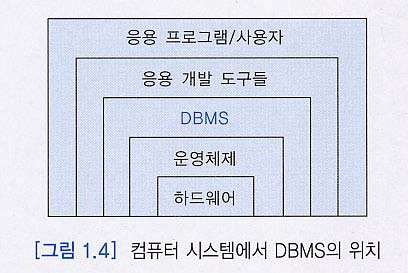 응용 프로그램/사용자
응용 개발 도구들
DBMS
운영체제
하드웨어
[그림 1.4] 컴퓨터 시스템에서 DBMS의 위치